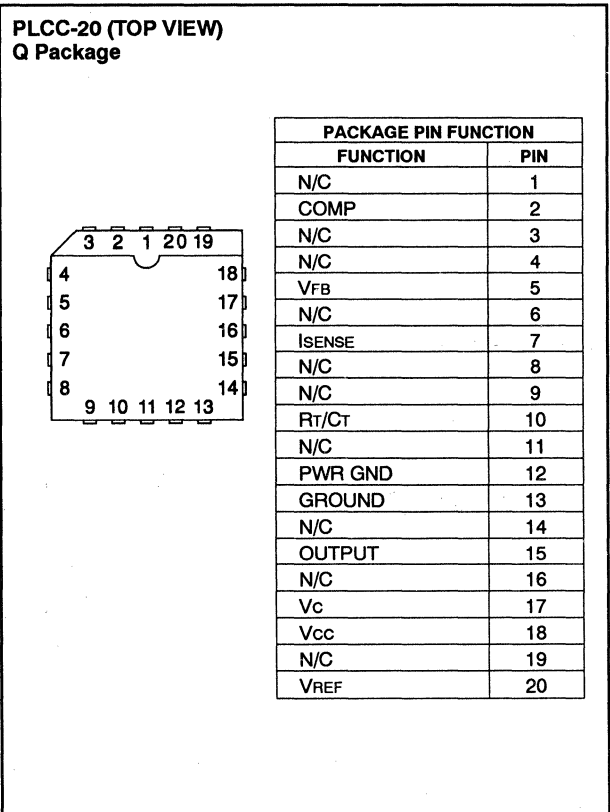 PLCC-20 (TOP VIEW)
Q Package
3 2 1 20 19
4 18
5 17
6 16
7 15
8 14
9 10 11 12 13
PACKAGE PIN FUNCTION
FUNCTION PIN
N/C 1
COMP 2
N/C 3
N/C 4
VFB 5
N/C 6
ISENSE 7
N/C 8
N/C 9
RT/CT 10
N/C 11
PWR GND 12
GROUND 13
N/C 14
OUTPUT 15
N/C 16
VC 17
VCC 18
N/C 19
VREF 20